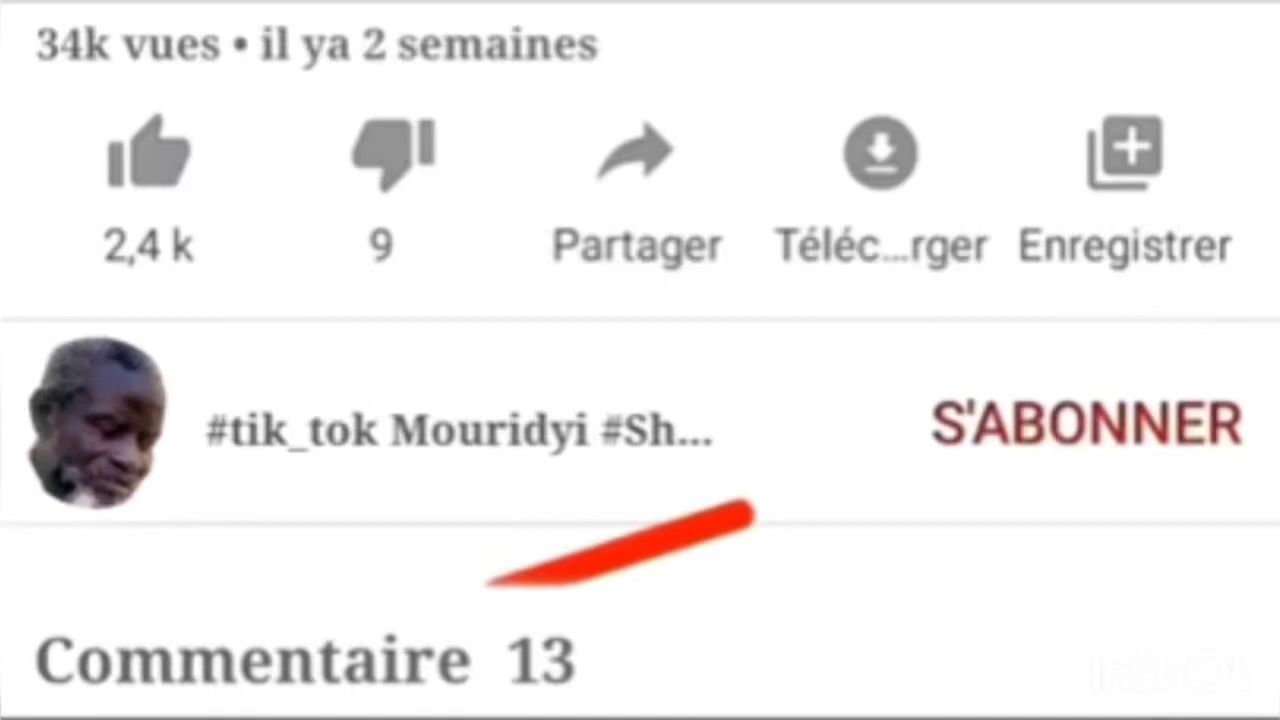 34k vues • il ya 2 semaines
2,4 k 9 Partager Téléc...rger Enregistrer
#tik_tok Mouridyi #Sh... S'ABONNER
Commentaire 13
InShOt